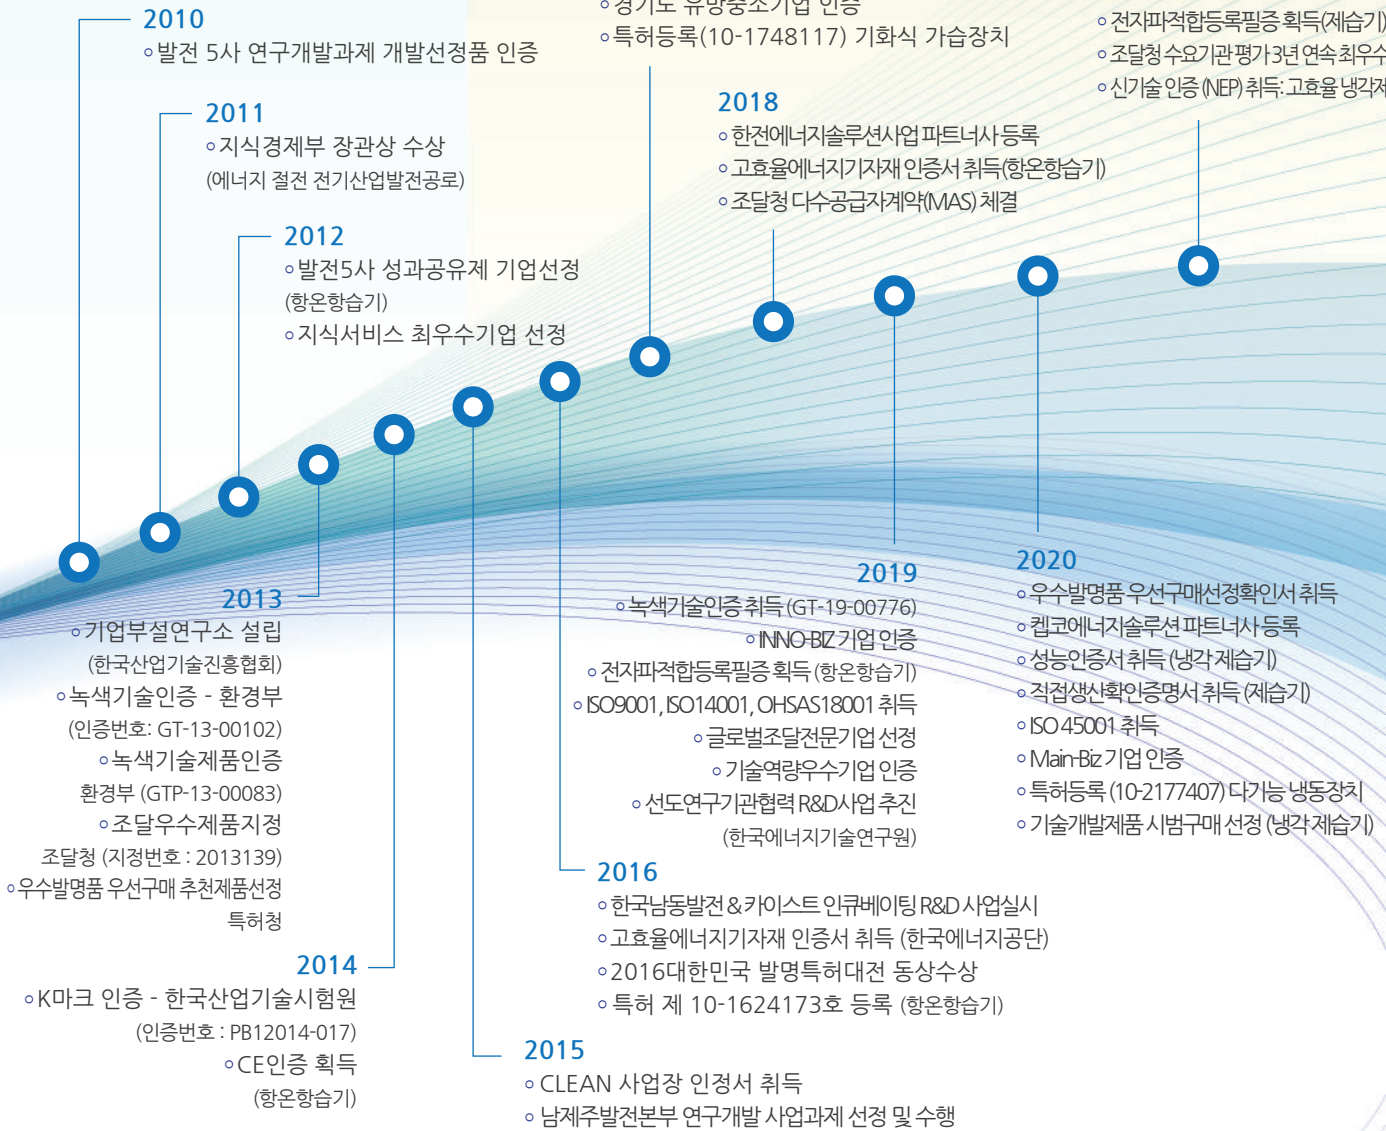 2010
◦발전 5사 연구개발과제 개발선정품 인증
2011
◦지식경제부 장관상 수상
(에너지 절전 전기산업발전공로)
2012
◦발전5사 성과공유제 기업선정
(항온항습기)
◦지식서비스 최우수기업 선정
2013
◦기업부설연구소 설립
(한국산업기술진흥협회)
◦녹색기술인증 - 환경부
(인증번호: GT-13-00102)
◦녹색기술제품인증
환경부 (GTP-13-00083)
◦조달우수제품지정
조달청 (지정번호 : 2013139)
◦우수발명품 우선구매 추천제품선정
특허청
2014
◦K마크 인증 - 한국산업기술시험원
(인증번호 : PB12014-017)
◦CE인증 획득
(항온항습기)
2015
◦CLEAN 사업장 인정서 취득
◦남제주발전본부 연구개발 사업과제 선정 및 수행
2016
◦한국남동발전 & 카이스트 인큐베이팅 R&D 사업실시
◦고효율에너지기자재 인증서 취득 (한국에너지공단)
◦2016대한민국 발명특허대전 동상수상
◦특허 제 10-1624173호 등록 (항온항습기)
◦경기도 유망중소기업 인증
◦특허등록(10-1748117) 기화식 가습장치
2018
◦한전에너지솔루션사업 파트너사 등록
◦고효율에너지기자재 인증서 취득(항온항습기)
◦조달청 다수공급자계약(MAS) 체결
2019
◦녹색기술인증 취득 (GT-19-00776)
◦INNO-BIZ 기업 인증
◦전자파적합등록필증 획득 (항온항습기)
◦ISO9001, ISO14001, OHSAS18001 취득
◦글로벌조달전문기업 선정
◦기술역량우수기업 인증
◦선도연구기관협력 R&D사업 추진
(한국에너지기술연구원)
2020
◦우수발명품 우선구매선정확인서 취득
◦켑코에너지솔루션 파트너사 등록
◦성능인증서 취득 (냉각 제습기)
◦직접생산확인증명서 취득 (제습기)
◦ISO 45001 취득
◦Main-Biz 기업 인증
◦특허등록 (10-2177407) 다기능 냉동장치
◦기술개발제품 시범구매 선정 (냉각 제습기)
◦전자파적합등록필증 획득(제습기)
◦조달청 수요기관 평가 3년 연속 최우수
◦신기술 인증 (NEP) 취득: 고효율 냉각제